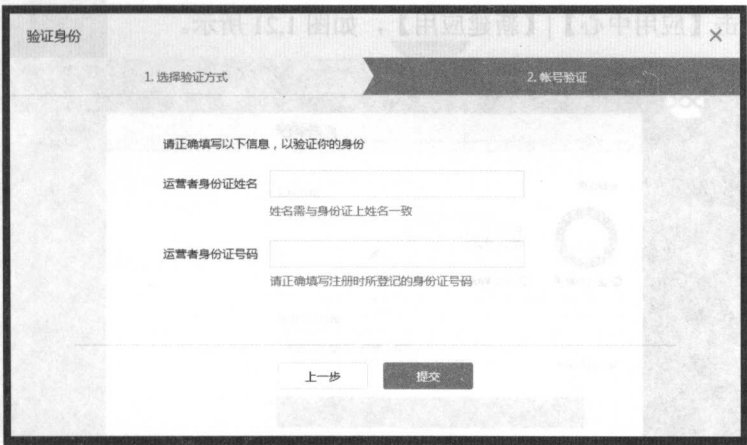 验证身份
×
1. 选择验证方式
2. 帐号验证
请正确填写以下信息，以验证你的身份
运营者身份证姓名
姓名需与身份证上姓名一致
运营者身份证号码
请正确填写注册时所登记的身份证号码
上一步
提交